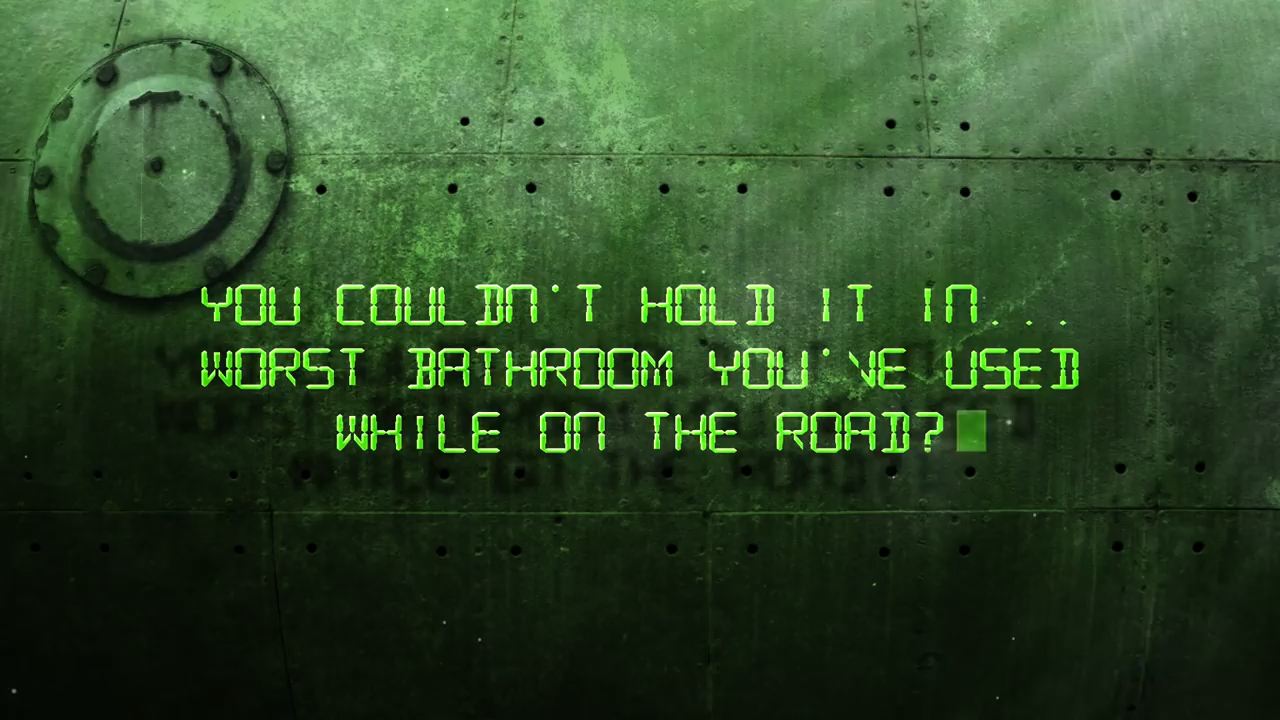 YOU COULDN'T HOLD IT IN...
WORST BATHROOM YOU'VE USED
WHILE ON THE ROAD?